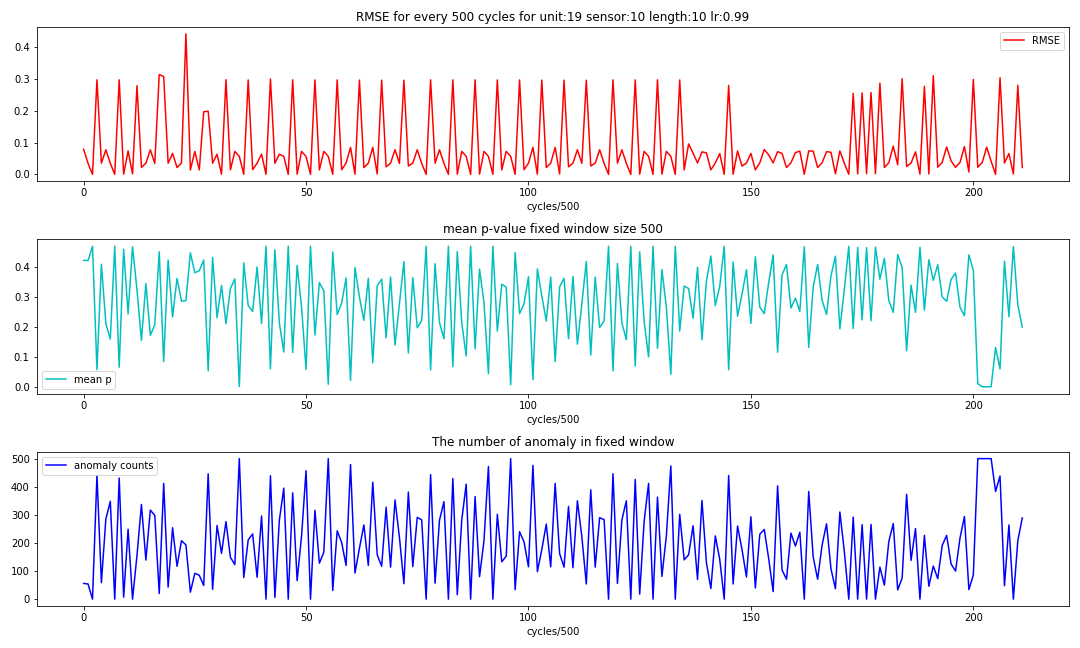 RMSE for every 500 cycles for unit:19 sensor:10 length:10 lr:0.99
RMSE
0.4
0.3
0.2
0.1
0.0
0 50 100 150 200
cycles/500
mean p-value fixed window size 500
0.4
0.3
0.2
0.1
0.0
mean p
0 50 100 150 200
cycles/500
The number of anomaly in fixed window
anomaly counts
500
400
300
200
100
0
0 50 100 150 200
cycles/500